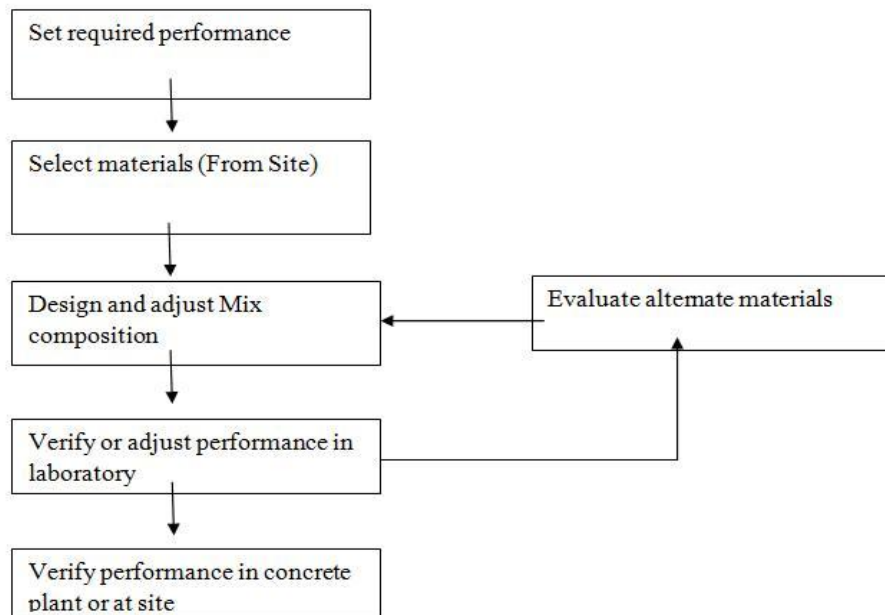 Set required performance
Select materials (From Site)
Design and adjust Mix
composition
Evaluate alternate materials
Verify or adjust performance in
laboratory
Verify performance in concrete
plant or at site